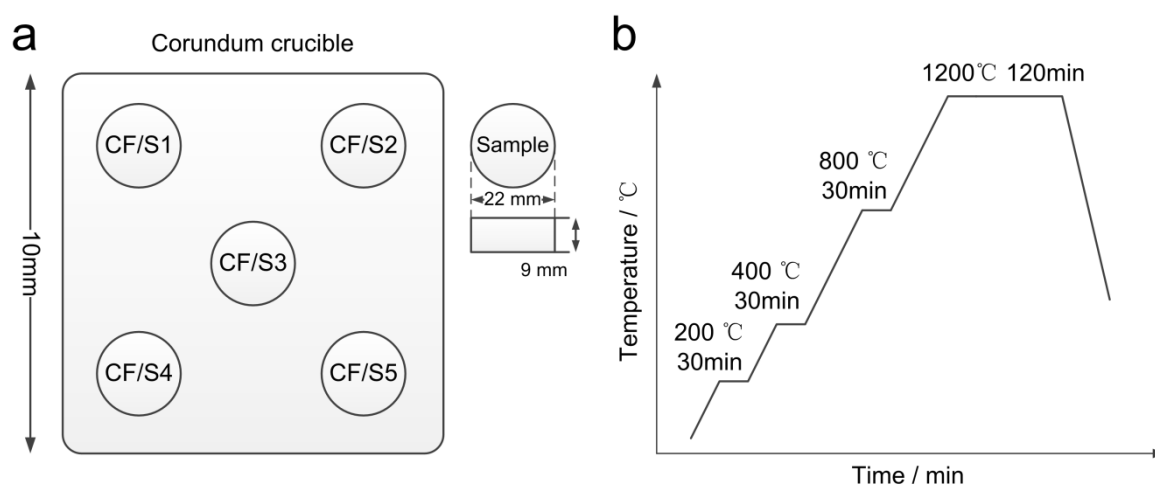 a
Corundum crucible
CF/S1
CF/S2
CF/S3
CF/S4
CF/S5
10mm
Sample
22 mm
9 mm
b
1200℃ 120min
800 ℃
30min
400 ℃
30min
200 ℃
30min
Temperature / ℃
Time / min